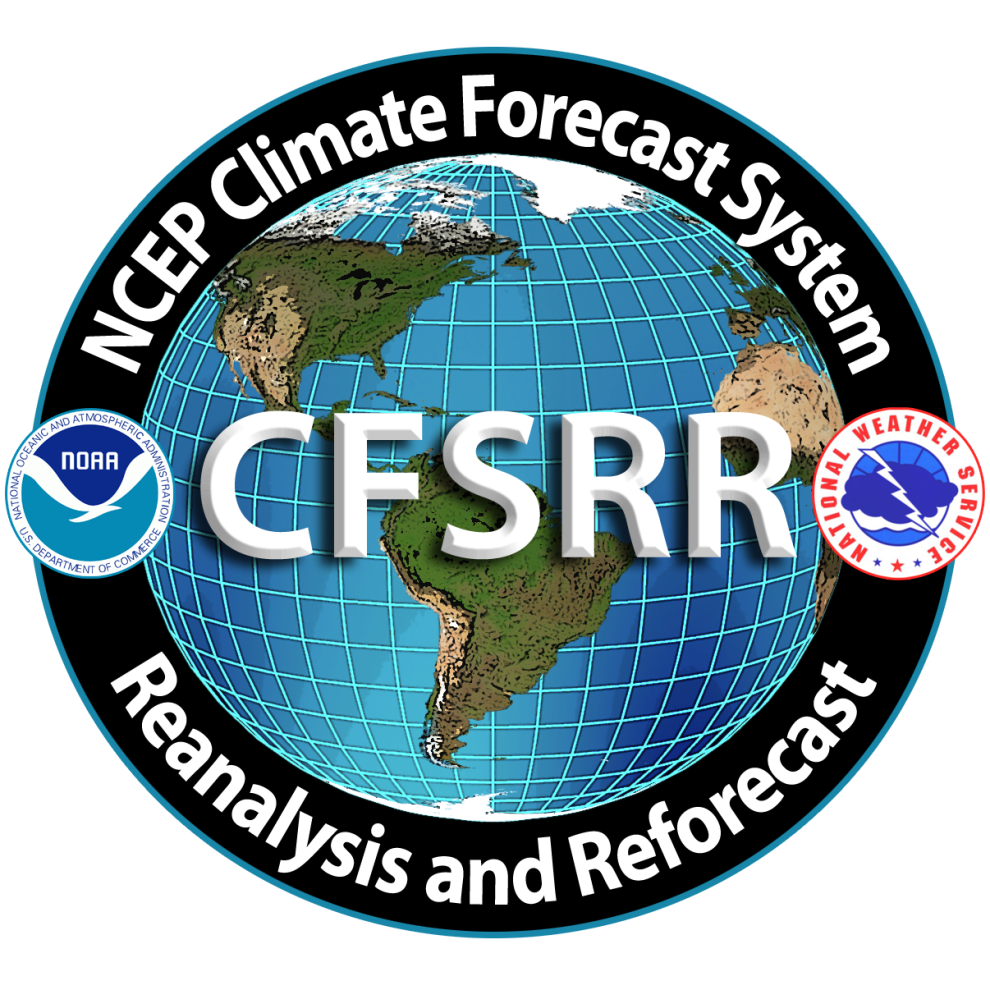 NCEP Climate Forecast System
CFSRR
NATIONAL OCEANIC AND ATMOSPHERIC ADMINISTRATION
NOAA
U.S. DEPARTMENT OF COMMERCE
NATIONAL WEATHER SERVICE
Reanalysis and Reforecast